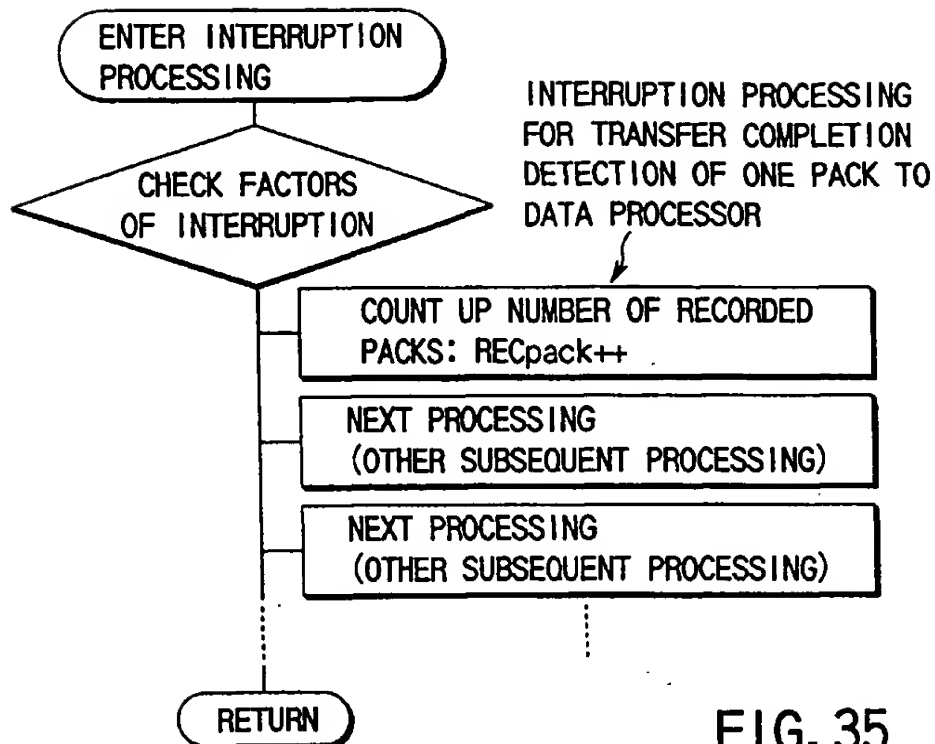 ENTER INTERRUPTION
PROCESSING
CHECK FACTORS
OF INTERRUPTION
INTERRUPTION PROCESSING
FOR TRANSFER COMPLETION
DETECTION OF ONE PACK TO
DATA PROCESSOR
COUNT UP NUMBER OF RECORDED
PACKS: RECpack++
NEXT PROCESSING
(OTHER SUBSEQUENT PROCESSING)
NEXT PROCESSING
(OTHER SUBSEQUENT PROCESSING)
RETURN
FIG. 35